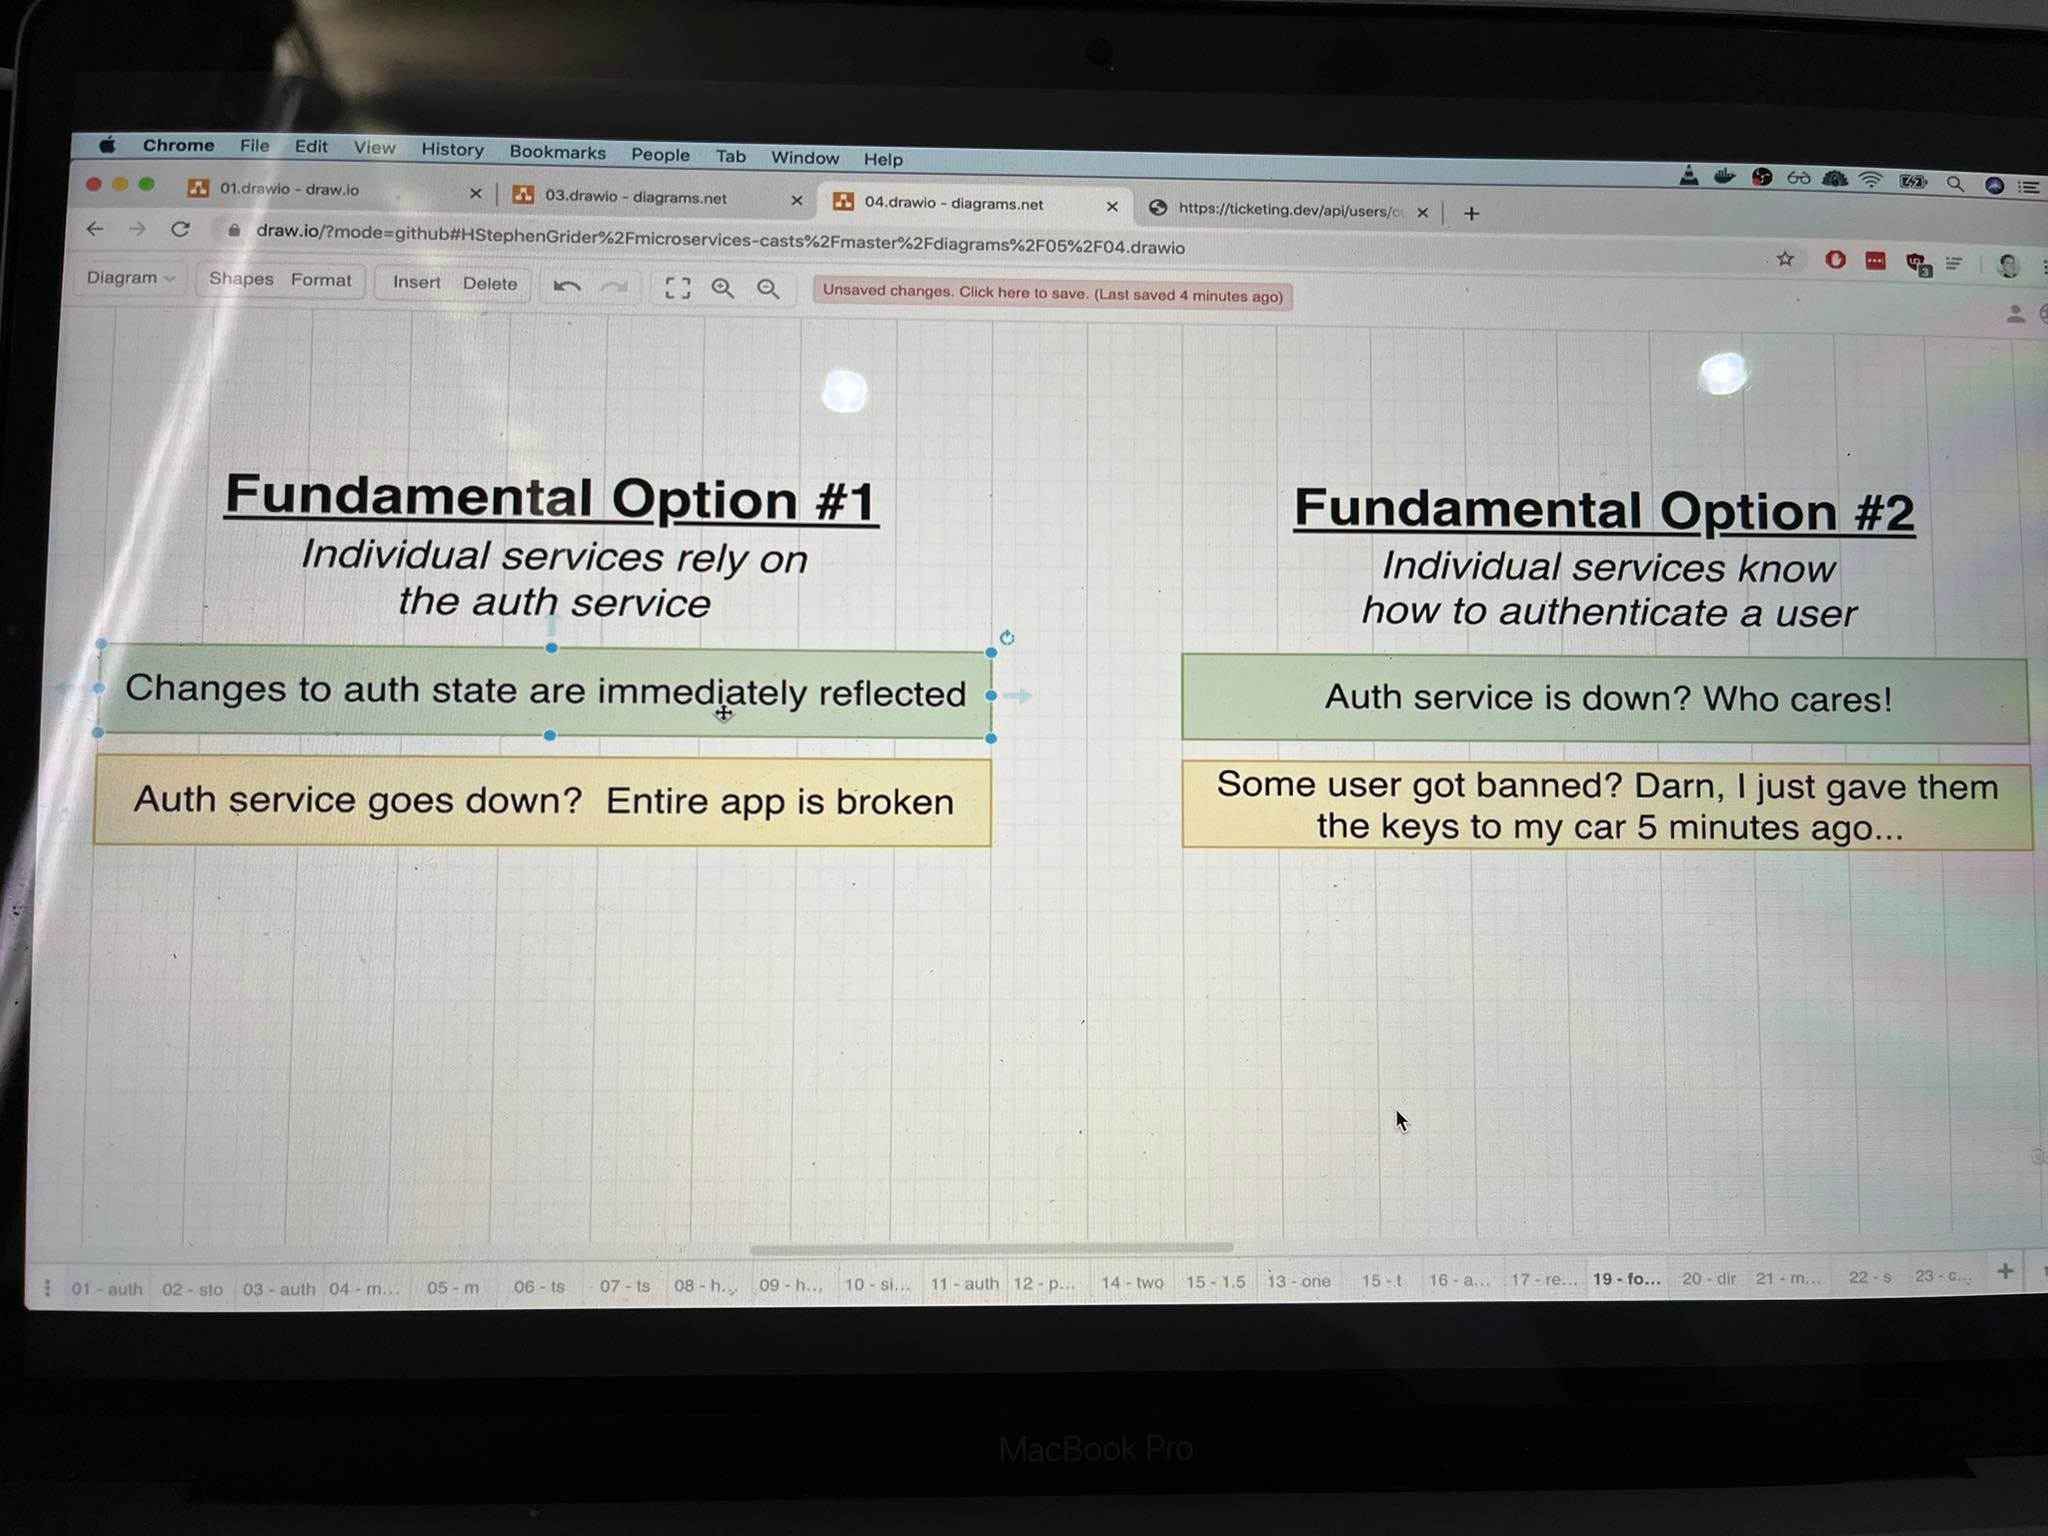 Chrome File Edit View History Bookmarks People Tab Window Help
01.drawio - draw.io
03.drawio - diagrams.net
04.drawio - diagrams.net
https://ticketing.dev/api/users/c
draw.io/?mode=github#HStephenGrider%2Fmicroservices-casts%2Fmaster%2Fdiagrams%2F05%2F04.drawio
Diagram Shapes Format Insert Delete
Unsaved changes. Click here to save. (Last saved 4 minutes ago)
Fundamental Option #1
Individual services rely on
the auth service
Changes to auth state are immediately reflected
Auth service goes down? Entire app is broken
Fundamental Option #2
Individual services know
how to authenticate a user
Auth service is down? Who cares!
Some user got banned? Darn, I just gave them
the keys to my car 5 minutes ago...
01 - auth 02 - sto 03 - auth 04 - m... 05 - m 06 - ts 07 - ts 08 - h... 09 - h... 10 - si... 11 - auth 12 - p... 14 - two 15 - 1.5 13 - one 15 - t 16 - a... 17 - re... 19 - fo... 20 - dir 21 - m... 22 - s 23 - c...
MacBook Pro